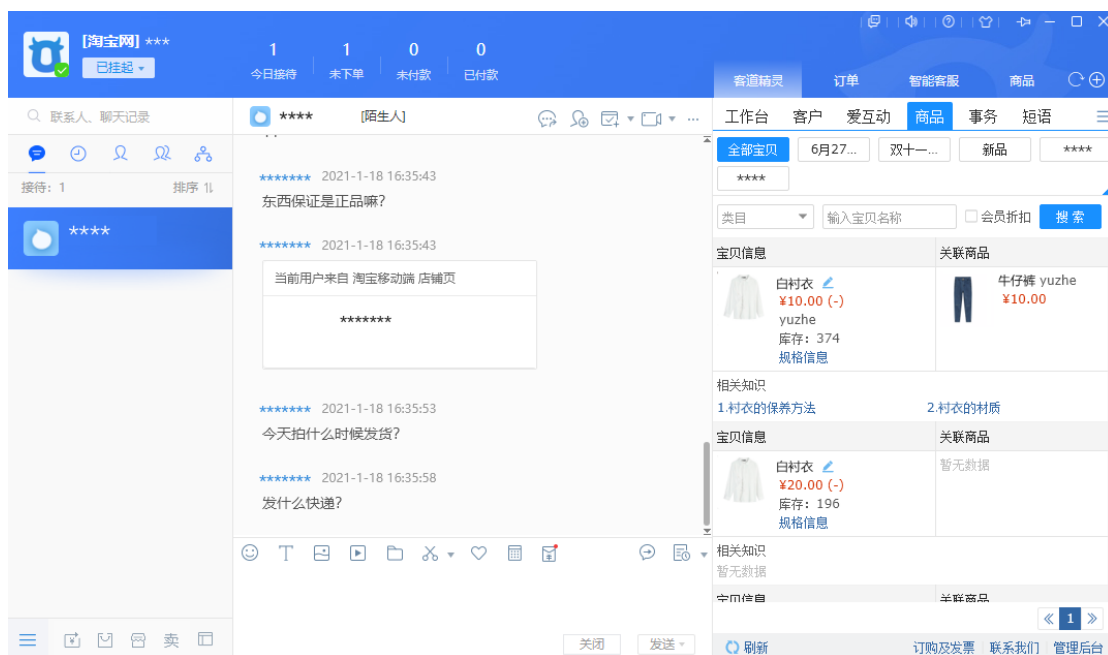 [淘宝网] ***
已挂起
1 1 0 0
今日接待 未下单 未付款 已付款
客道精灵 订单 智能客服 商品
联系人、聊天记录
接待: 1 排序
****
**** [陌生人]
******* 2021-1-18 16:35:43
东西保证是正品嘛?
******* 2021-1-18 16:35:43
当前用户来自 淘宝移动端 店铺页
*******
******* 2021-1-18 16:35:53
今天拍什么时候发货?
******* 2021-1-18 16:35:58
发什么快递?
卖
关闭 发送
工作台 客户 爱互动 商品 事务 短语
全部宝贝 6月27... 双十一... 新品 ****
****
类目 输入宝贝名称 会员折扣 搜索
宝贝信息 关联商品
白衬衣 牛仔裤 yuzhe
¥10.00 (-) ¥10.00
yuzhe
库存: 374
规格信息
相关知识
1.衬衣的保养方法 2.衬衣的材质
宝贝信息 关联商品
白衬衣 暂无数据
¥20.00 (-)
库存: 196
规格信息
相关知识
暂无数据
宝贝信息 关联商品
« 1 »
刷新 订购及发票 联系我们 管理后台